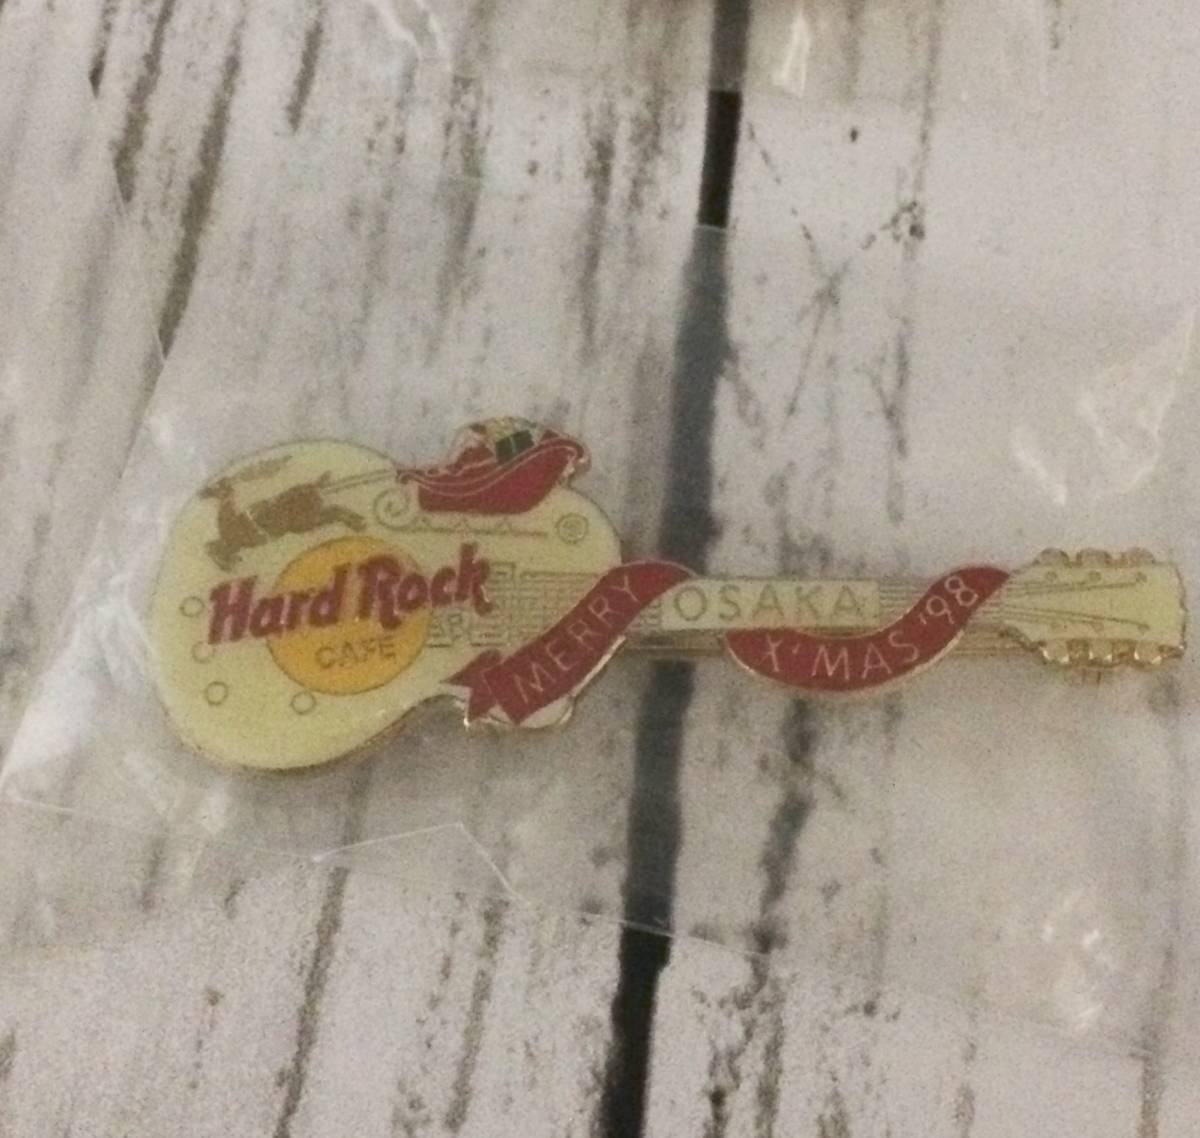 Hard Rock
CAFE
MERRY
OSAKA
X'MAS '98